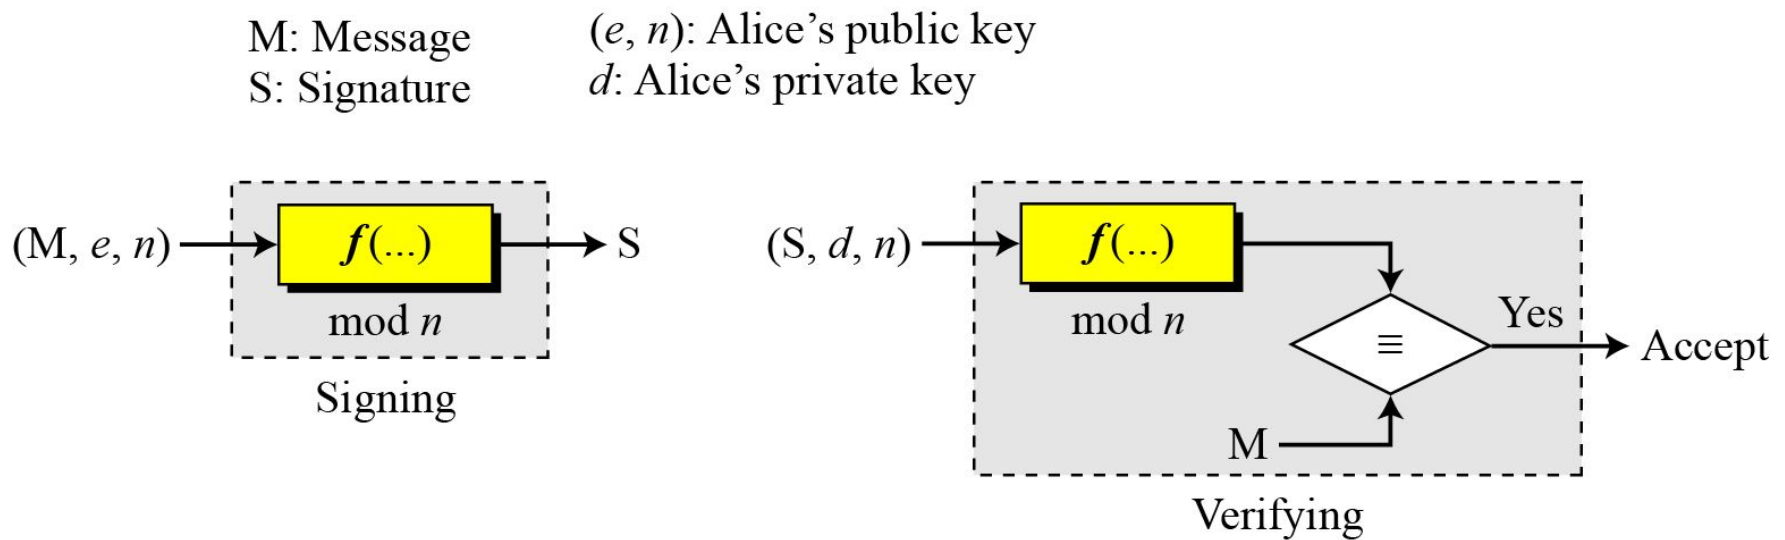 M: Message
S: Signature
(e, n): Alice's public key
d: Alice's private key
(M, e, n)
f(...)
mod n
S
Signing
(S, d, n)
f(...)
mod n
≡
Yes
Accept
M
Verifying